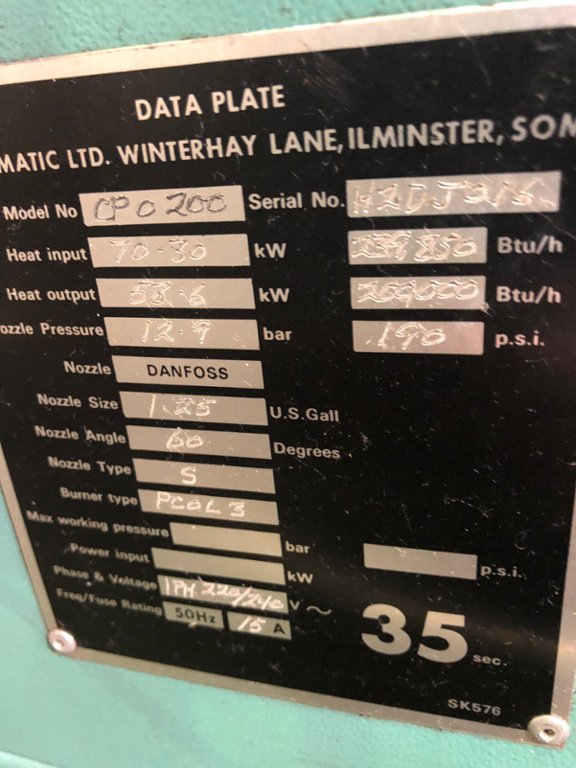 DATA PLATE
MATIC LTD. WINTERHAY LANE, ILMINSTER, SOM
Model No CPO 200 Serial No.
Heat input 70.30 kW 239 850 Btu/h
Heat output 58.6 kW 200000 Btu/h
ozzle Pressure 12.9 bar 190 p.s.i.
Nozzle DANFOSS
Nozzle Size 1.25 U.S.Gall
Nozzle Angle 60 Degrees
Nozzle Type S
Burner type
Max working pressure bar p.s.i.
Power input kW
Phase & Voltage 1PH 220/240 V ~
Freq/Fuse Rating 50Hz 15 A
35 sec.
SK576